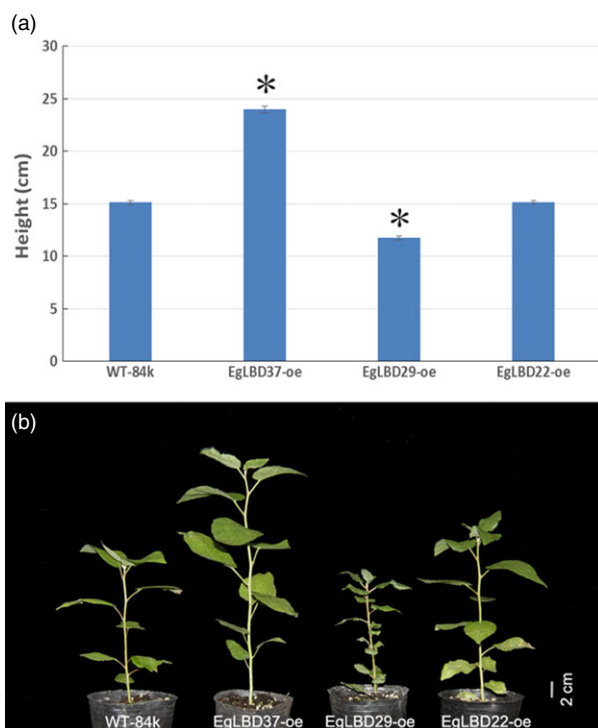 (a)
30
25
20
15
10
5
0
Height (cm)
*
*
WT-84k EgLBD37-oe EgLBD29-oe EgLBD22-oe
(b)
2 cm
WT-84k EgLBD37-oe EgLBD29-oe EgLBD22-oe